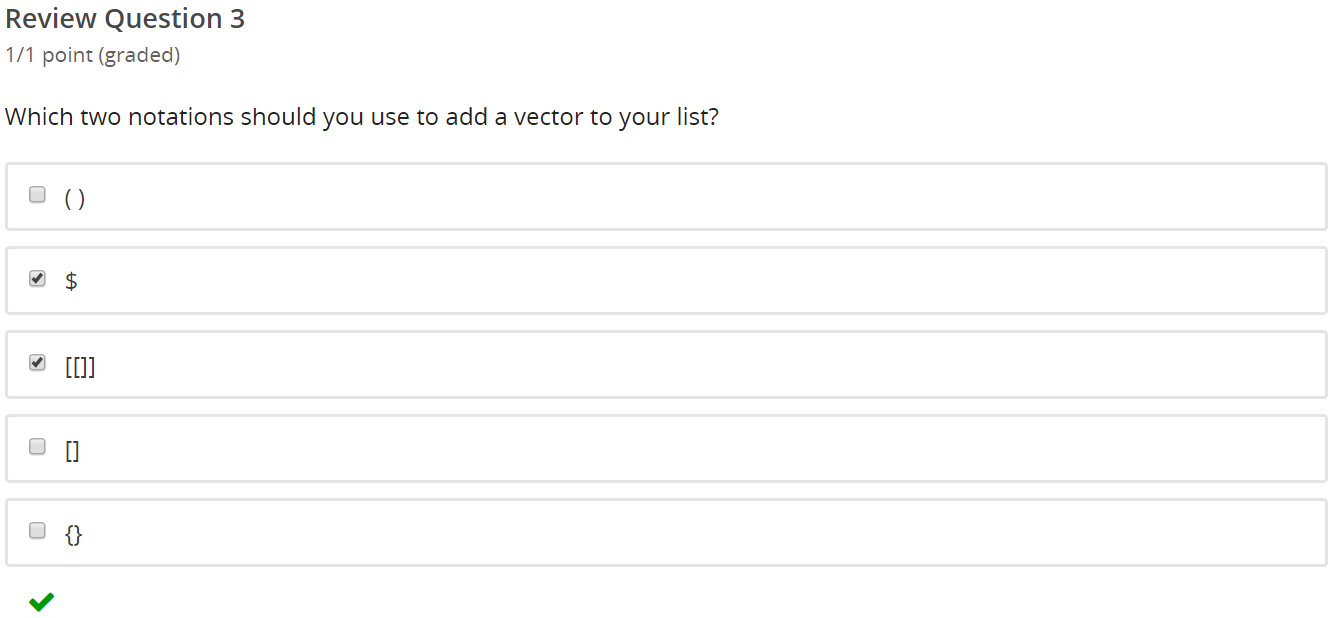 Review Question 3
1/1 point (graded)
Which two notations should you use to add a vector to your list?
( )
$
[[]]
[]
{}